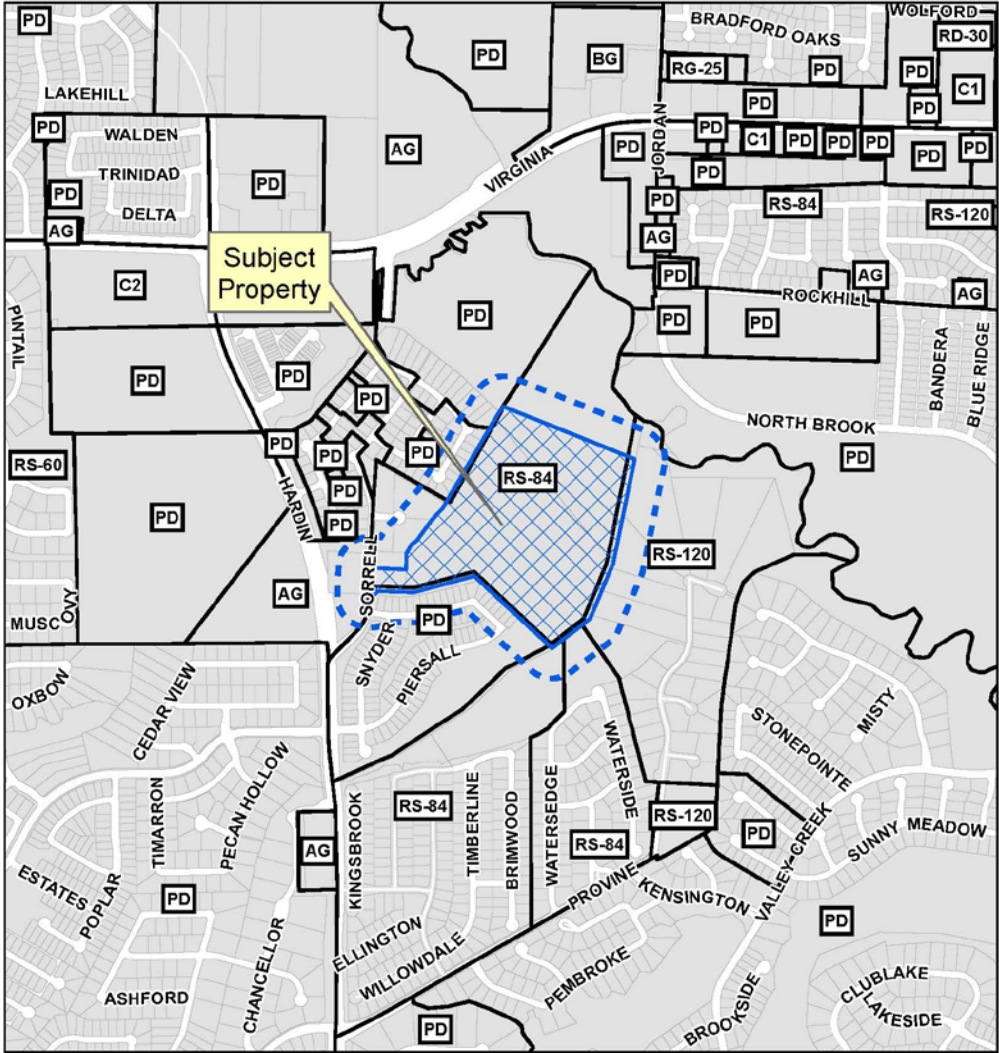 PD
WOLFORD
BRADFORD OAKS
RD-30
PD
BG
RG-25
PD
PD
C1
LAKEHILL
PD
PD
PD
WALDEN
AG
VIRGINIA
PD
JORDAN
PD
C1
PD
PD
PD
PD
PD
TRINIDAD
PD
PD
PD
DELTA
PD
RS-84
RS-120
AG
AG
Subject
Property
C2
PD
AG
AG
ROCKHILL
PINTAIL
PD
PD
PD
BANDERA
BLUE RIDGE
PD
PD
PD
NORTH BROOK
PD
PD
PD
PD
RS-60
RS-84
PD
HARDIN
PD
PD
SORRELL
RS-120
AG
OVY
MUSC
PD
SNYDER
PIERSALL
OXBOW
CEDAR VIEW
MISTY
STONEPOINTE
WATERSIDE
TIMARRON
PECAN HOLLOW
KINGSBROOK
RS-84
TIMBERLINE
BRIMWOOD
WATERSEDGE
RS-120
PD
VALLEY CREEK
SUNNY MEADOW
AG
RS-84
PROVINE
KENSINGTON
ESTATES
POPLAR
PD
PD
ELLINGTON
WILLOWDALE
CHANCELLOR
PEMBROKE
ASHFORD
BROOKSIDE
CLUBLAKE
LAKESIDE
PD